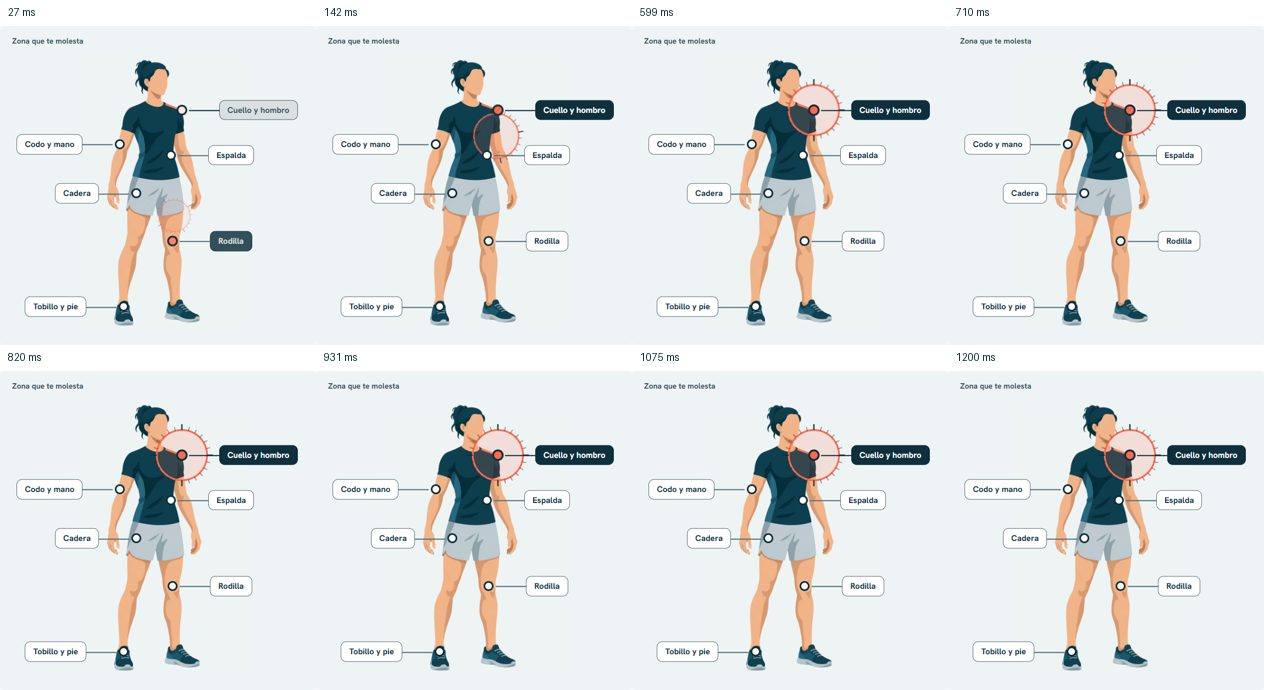 27 ms
142 ms
599 ms
710 ms
Zona que te molesta
Zona que te molesta
Zona que te molesta
Zona que te molesta
Cuello y hombro
Cuello y hombro
Cuello y hombro
Cuello y hombro
Codo y mano
Espalda
Codo y mano
Espalda
Codo y mano
Espalda
Codo y mano
Espalda
Cadera
Cadera
Cadera
Cadera
Rodilla
Rodilla
Rodilla
Rodilla
Tobillo y pie
Tobillo y pie
Tobillo y pie
Tobillo y pie
820 ms
931 ms
1075 ms
1200 ms
Zona que te molesta
Zona que te molesta
Zona que te molesta
Zona que te molesta
Cuello y hombro
Cuello y hombro
Cuello y hombro
Cuello y hombro
Codo y mano
Espalda
Codo y mano
Espalda
Codo y mano
Espalda
Codo y mano
Espalda
Cadera
Cadera
Cadera
Cadera
Rodilla
Rodilla
Rodilla
Rodilla
Tobillo y pie
Tobillo y pie
Tobillo y pie
Tobillo y pie